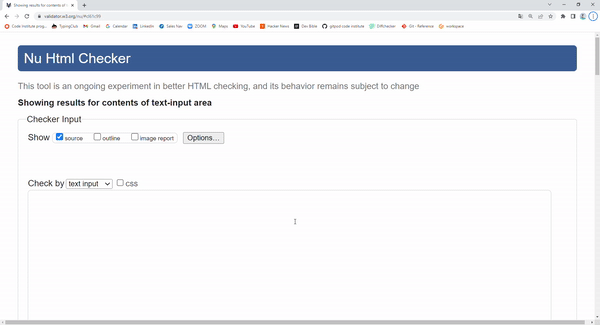 Showing results for contents of
validator.w3.org/nu/#l61c99
Code Institute prog... TypingClub Gmail Calendar LinkedIn Sales Nav ZOOM Maps YouTube Hacker News Dev Bible gitpod code institute Diffchecker Git - Reference workspace
Nu Html Checker
This tool is an ongoing experiment in better HTML checking, and its behavior remains subject to change
Showing results for contents of text-input area
Checker Input
Show source outline image report Options...
Check by text input css